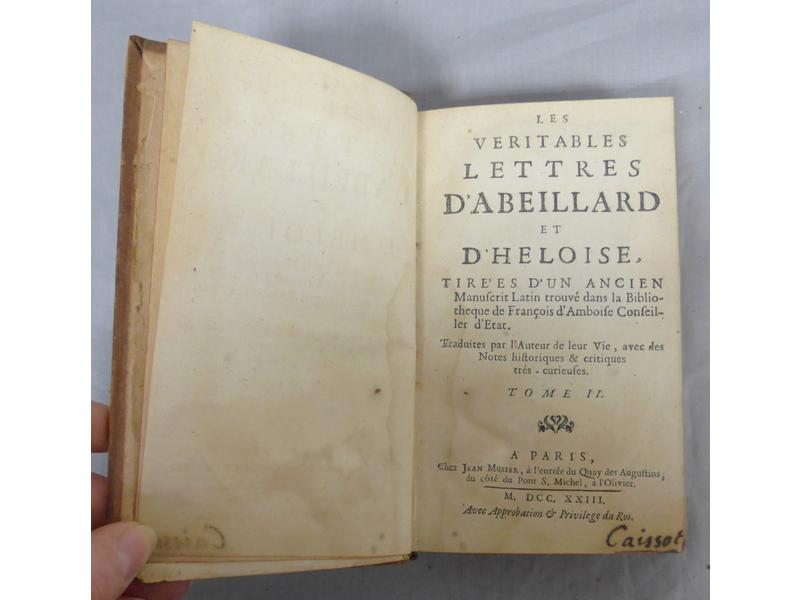 LES
VERITABLES
LETTRES
D'ABEILLARD
ET
D'HELOISE,
TIRE'ES D'UN ANCIEN
Manuſcrit Latin trouvé dans la Biblio-
theque de François d'Amboiſe Conſeil-
ler d'Etat.
Traduites par l'Auteur de leur Vie, avec des
Notes hiſtoriques & critiques
trés-curieuſes.
TOME II.
A PARIS,
Chez JEAN MUSIER, à l'entrée du Quay des Auguſtins,
du côté du Pont S. Michel, à l'Olivier.
M. DCC. XXIII.
Avec Approbation & Privilege du Roi.
Caissot